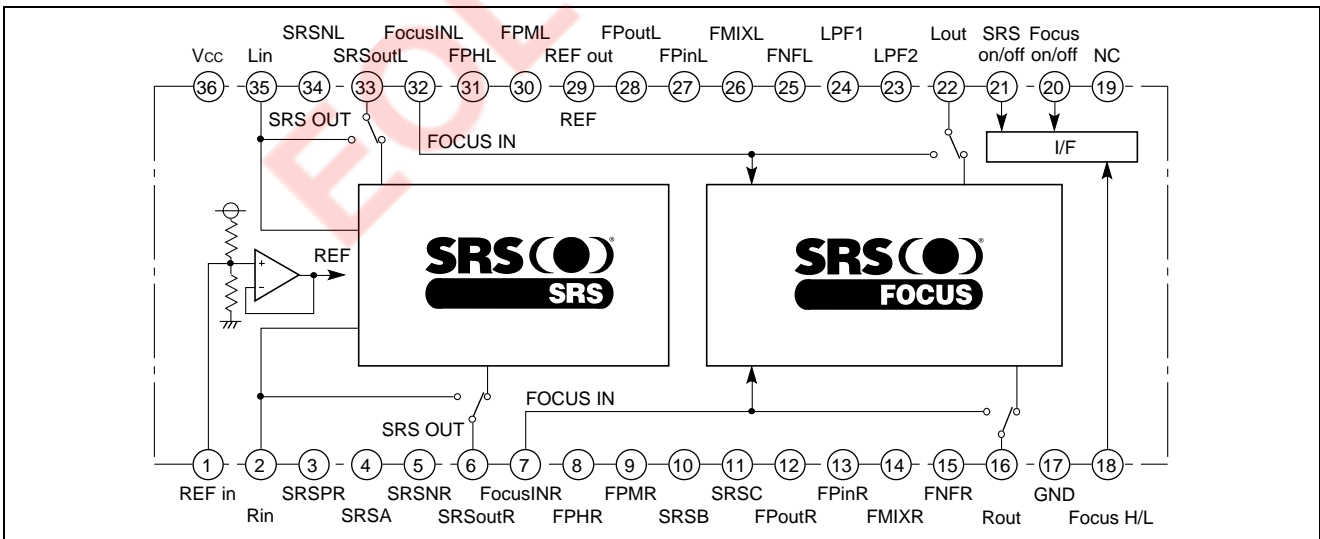 SRSNL FocusINL FPML FPoutL FMIXL LPF1 Lout SRS Focus
Vcc Lin SRSoutL FPHL REF out FPinL FNFL LPF2 on/off on/off NC
36 35 34 33 32 31 30 29 28 27 26 25 24 23 22 21 20 19
SRS OUT REF
FOCUS IN I/F
REF
+
−
SRS ®
SRS
SRS ®
FOCUS
FOCUS IN
SRS OUT
1 2 3 4 5 6 7 8 9 10 11 12 13 14 15 16 17 18
REF in SRSPR SRSNR FocusINR FPMR SRSC FPinR FNFR GND
Rin SRSA SRSoutR FPHR SRSB FPoutR FMIXR Rout Focus H/L
EOL